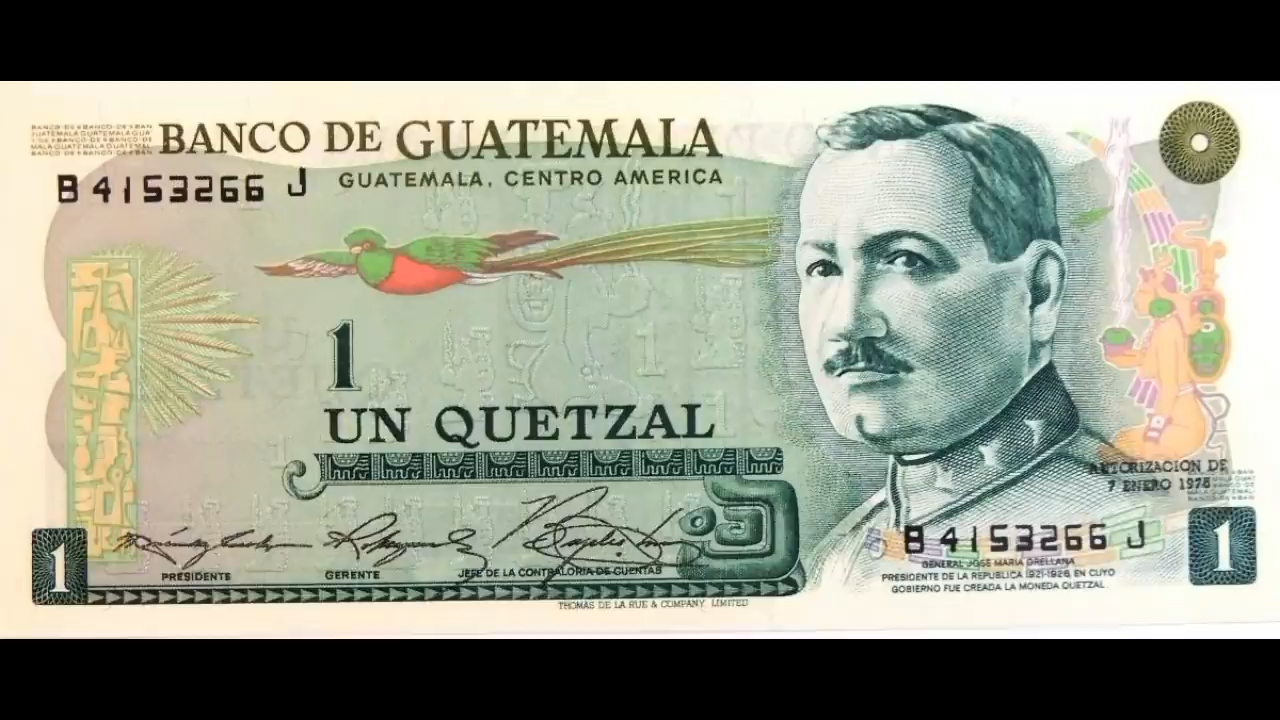 BANCO DE GUATEMALA
B 4153266 J
GUATEMALA, CENTRO AMERICA
1
UN QUETZAL
AUTORIZACION DE
7 ENERO 1978
B 4153266 J
1
PRESIDENTE
GERENTE
JEFE DE LA CONTRALORIA DE CUENTAS
GENERAL JOSE MARIA ORELLANA
PRESIDENTE DE LA REPUBLICA 1921-1926, EN CUYO
GOBIERNO FUE CREADA LA MONEDA QUETZAL
1
THOMAS DE LA RUE & COMPANY, LIMITED